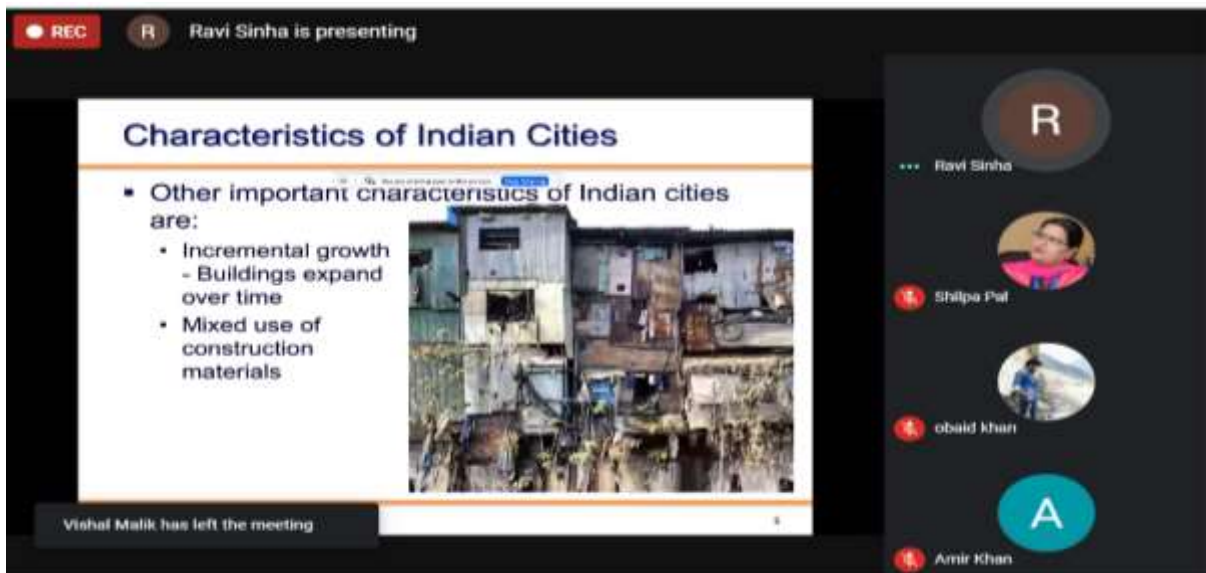 REC
R
Ravi Sinha is presenting
Characteristics of Indian Cities
▪ Other important characteristics of Indian cities
are:
• Incremental growth
- Buildings expand
over time
• Mixed use of
construction
materials
Vishal Malik has left the meeting
R
Ravi Sinha
Shilpa Pal
obaid khan
A
Amir Khan